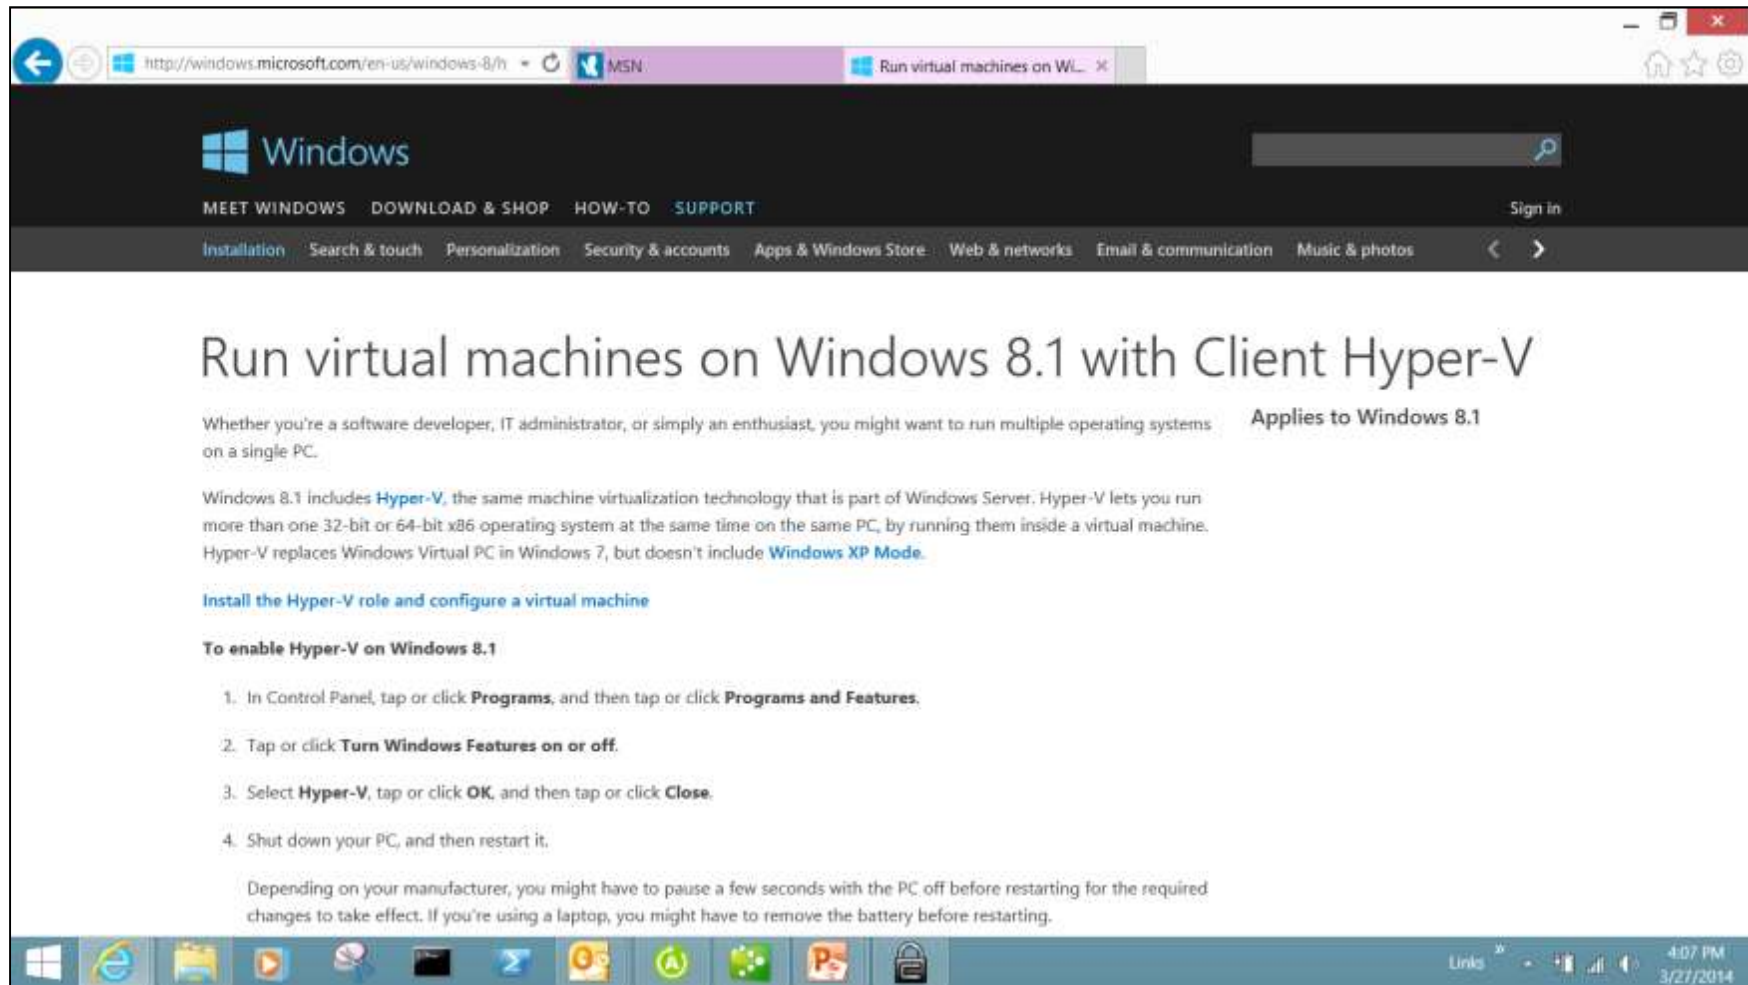 http://windows.microsoft.com/en-us/windows-8/h
MSN
Run virtual machines on Wi...
Windows
MEET WINDOWS DOWNLOAD & SHOP HOW-TO SUPPORT
Sign in
Installation Search & touch Personalization Security & accounts Apps & Windows Store Web & networks Email & communication Music & photos
Run virtual machines on Windows 8.1 with Client Hyper-V
Whether you're a software developer, IT administrator, or simply an enthusiast, you might want to run multiple operating systems
on a single PC.
Applies to Windows 8.1
Windows 8.1 includes Hyper-V, the same machine virtualization technology that is part of Windows Server. Hyper-V lets you run
more than one 32-bit or 64-bit x86 operating system at the same time on the same PC, by running them inside a virtual machine.
Hyper-V replaces Windows Virtual PC in Windows 7, but doesn't include Windows XP Mode.
Install the Hyper-V role and configure a virtual machine
To enable Hyper-V on Windows 8.1
1. In Control Panel, tap or click Programs, and then tap or click Programs and Features.
2. Tap or click Turn Windows Features on or off.
3. Select Hyper-V, tap or click OK, and then tap or click Close.
4. Shut down your PC, and then restart it.
Depending on your manufacturer, you might have to pause a few seconds with the PC off before restarting for the required
changes to take effect. If you're using a laptop, you might have to remove the battery before restarting.
Links
4:07 PM
3/27/2014